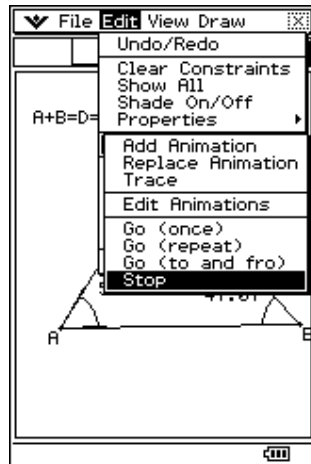 File Edit View Draw
Undo/Redo
Clear Constraints
Show All
Shade On/Off
A+B=D=
Properties
Add Animation
Replace Animation
Trace
Edit Animations
Go (once)
Go (repeat)
Go (to and fro)
Stop
A